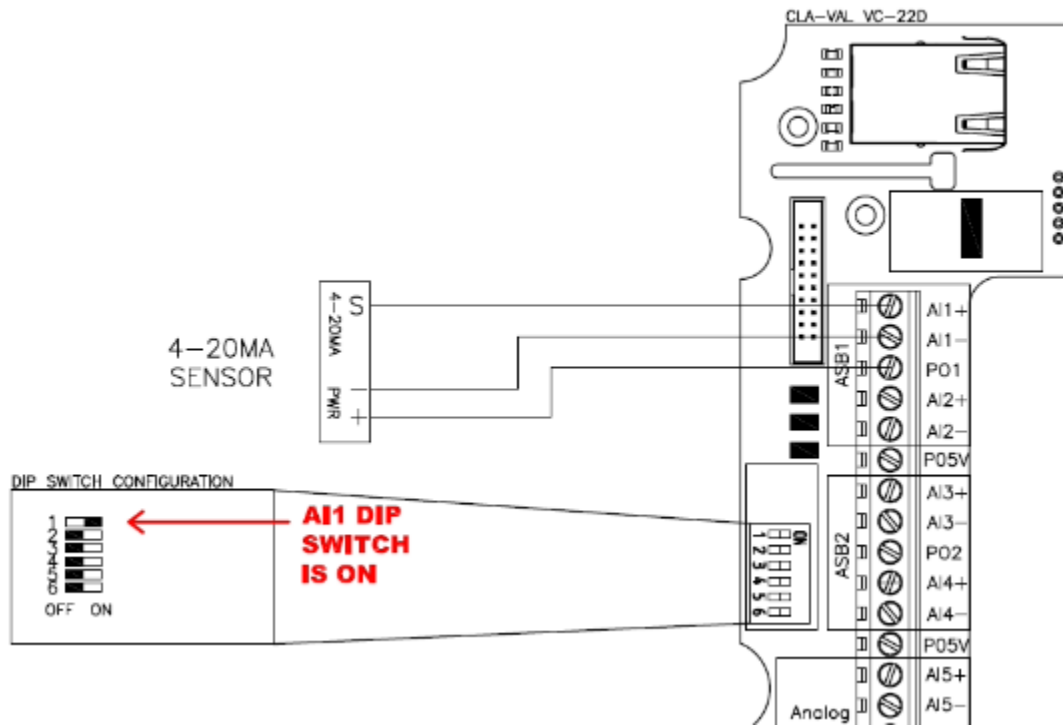 CLA-VAL VC-22D
S
4-20MA
PWR
-
+
4-20MA
SENSOR
ASB1
AI1+
AI1-
PO1
AI2+
AI2-
P05V
DIP SWITCH CONFIGURATION
1
2
3
4
5
6
OFF ON
AI1 DIP
SWITCH
IS ON
ON
1
2
3
4
5
6
ASB2
AI3+
AI3-
PO2
AI4+
AI4-
P05V
AI5+
AI5-
Analog